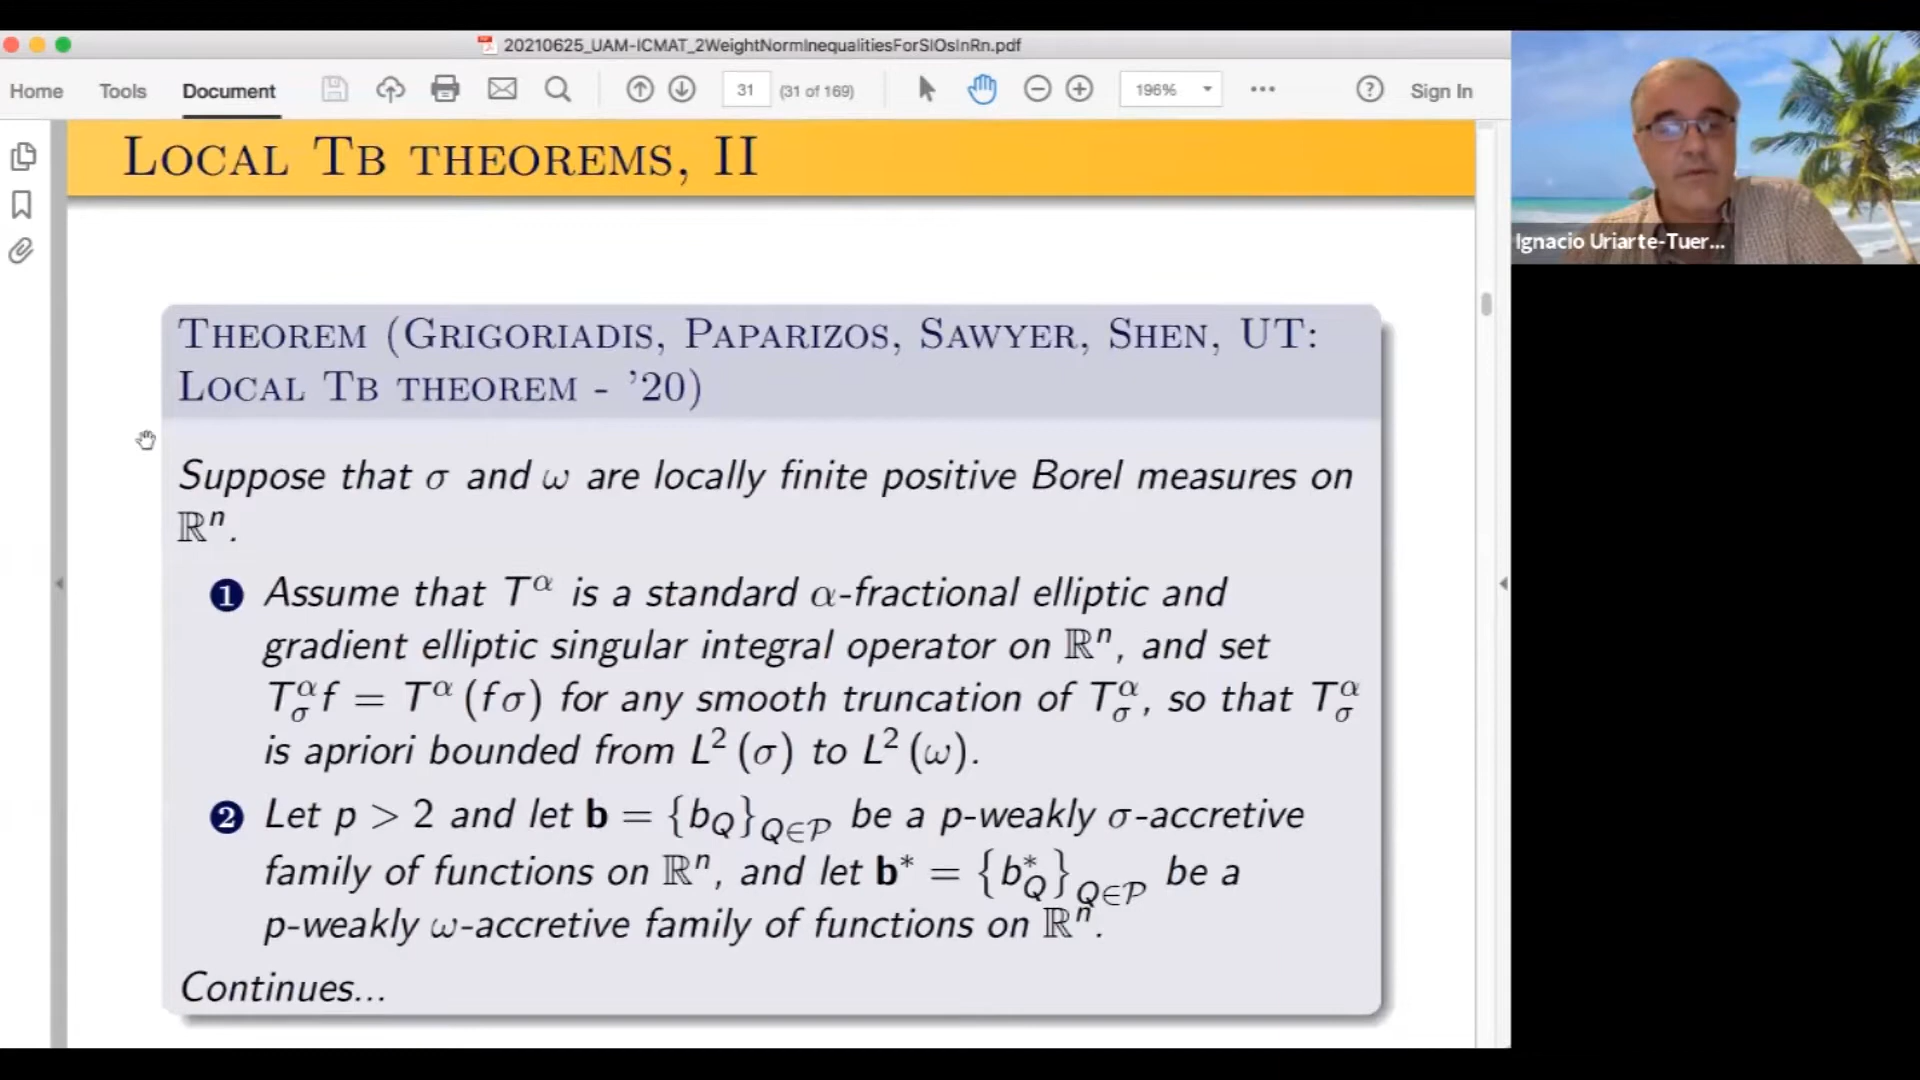 20210625_UAM-ICMAT_2WeightNormInequalitiesForSIOsInRn.pdf
Home Tools Document 31 (31 of 169) 196% Sign In
LOCAL TB THEOREMS, II
Ignacio Uriarte-Tuer...
THEOREM (GRIGORIADIS, PAPARIZOS, SAWYER, SHEN, UT:
LOCAL TB THEOREM - '20)
Suppose that σ and ω are locally finite positive Borel measures on
ℝⁿ.
1 Assume that T^α is a standard α-fractional elliptic and
gradient elliptic singular integral operator on ℝⁿ, and set
T^α_σ f = T^α (fσ) for any smooth truncation of T^α_σ, so that T^α_σ
is apriori bounded from L² (σ) to L² (ω).
2 Let p > 2 and let b = {b_Q}_{Q∈𝒫} be a p-weakly σ-accretive
family of functions on ℝⁿ, and let b* = {b*_Q}_{Q∈𝒫} be a
p-weakly ω-accretive family of functions on ℝⁿ.
Continues...